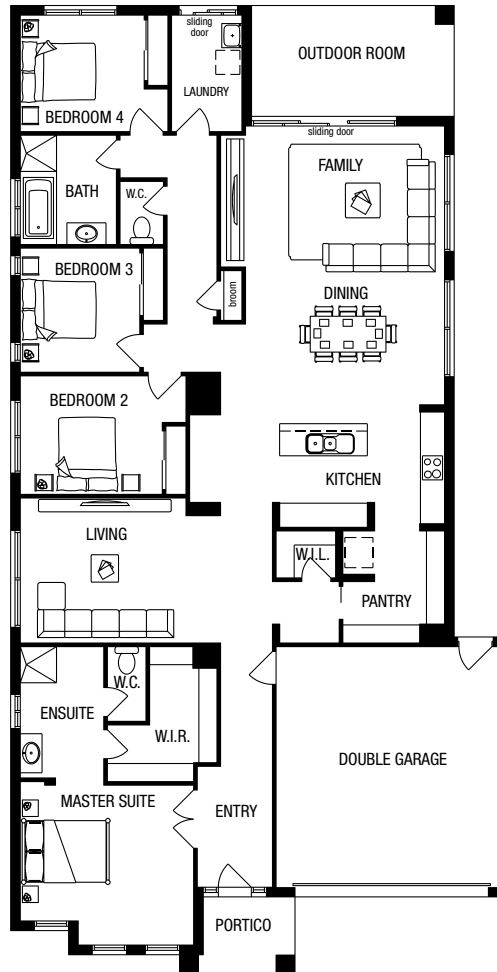 sliding
door
OUTDOOR ROOM
LAUNDRY
BEDROOM 4
sliding door
FAMILY
BATH
W.C.
BEDROOM 3
broom
DINING
BEDROOM 2
KITCHEN
LIVING
W.I.L.
PANTRY
W.C.
ENSUITE
W.I.R.
DOUBLE GARAGE
MASTER SUITE
ENTRY
PORTICO